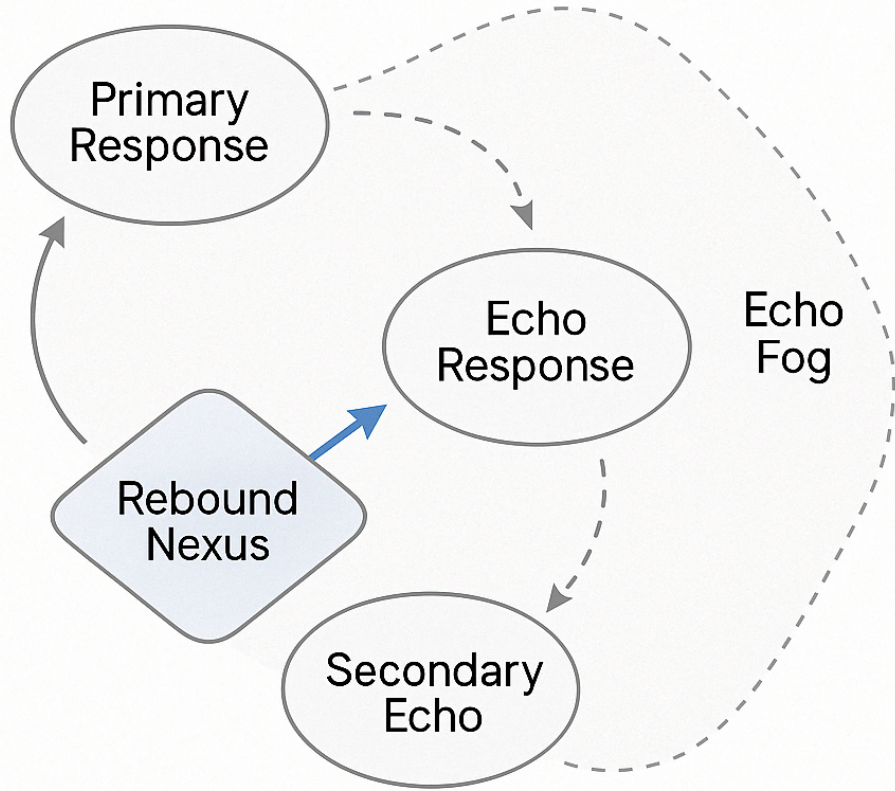 Primary
Response
Echo
Response
Echo
Fog
Rebound
Nexus
Secondary
Echo